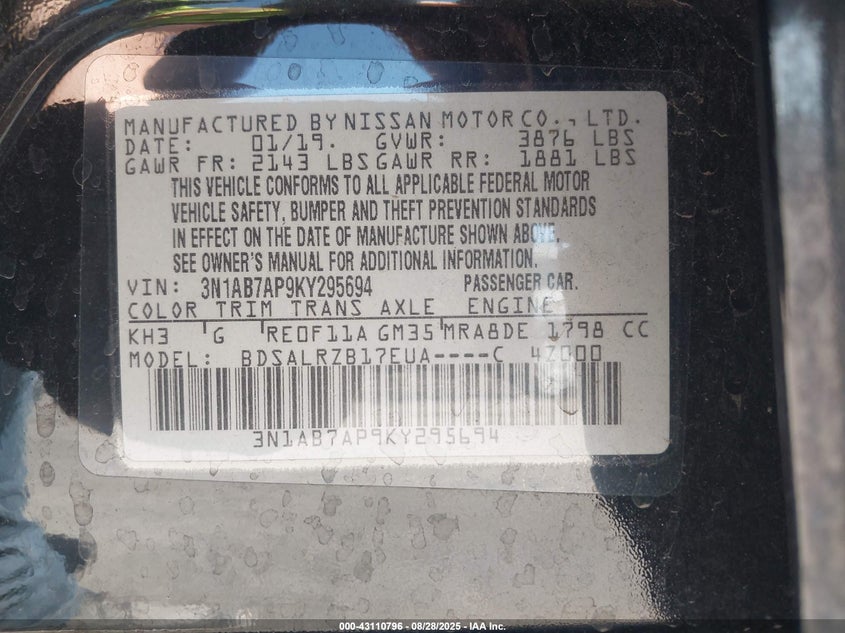 MANUFACTURED BY NISSAN MOTOR CO., LTD.
DATE: 01/19. GVWR: 3876 LBS
GAWR FR: 2143 LBS GAWR RR: 1881 LBS
THIS VEHICLE CONFORMS TO ALL APPLICABLE FEDERAL MOTOR
VEHICLE SAFETY, BUMPER AND THEFT PREVENTION STANDARDS
IN EFFECT ON THE DATE OF MANUFACTURE SHOWN ABOVE.
SEE OWNER'S MANUAL FOR ADDITIONAL INFORMATION.
VIN: 3N1AB7AP9KY295694 PASSENGER CAR.
COLOR TRIM TRANS AXLE ENGINE
KH3 G RE0F11A GM35 MRA8DE 1798 CC
MODEL: BDSALRZB17EUA----C 4Z000
3N1AB7AP9KY295694
000-43110796 - 08/28/2025 - IAA Inc.